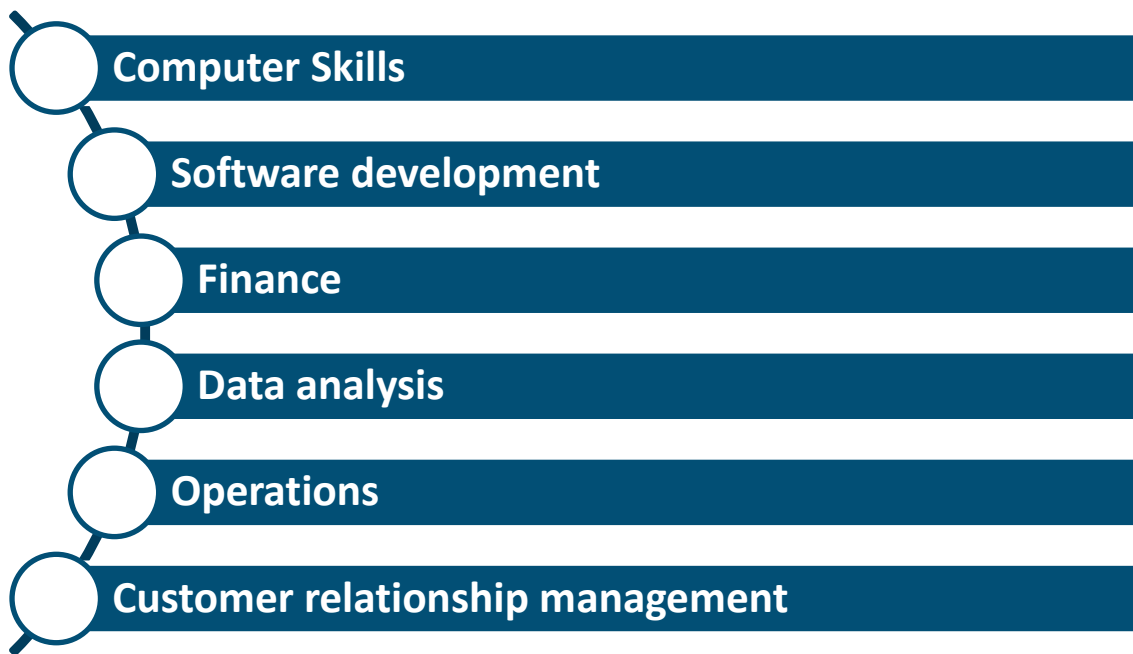 Computer Skills
Software development
Finance
Data analysis
Operations
Customer relationship management